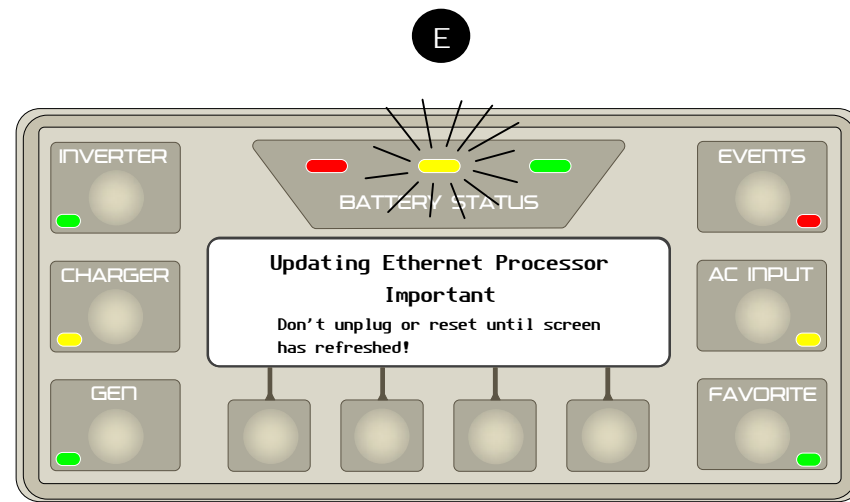 E
INVERTER
BATTERY STATUS
EVENTS
Updating Ethernet Processor
Important
Don't unplug or reset until screen
has refreshed!
CHARGER
AC INPUT
GEN
FAVORITE